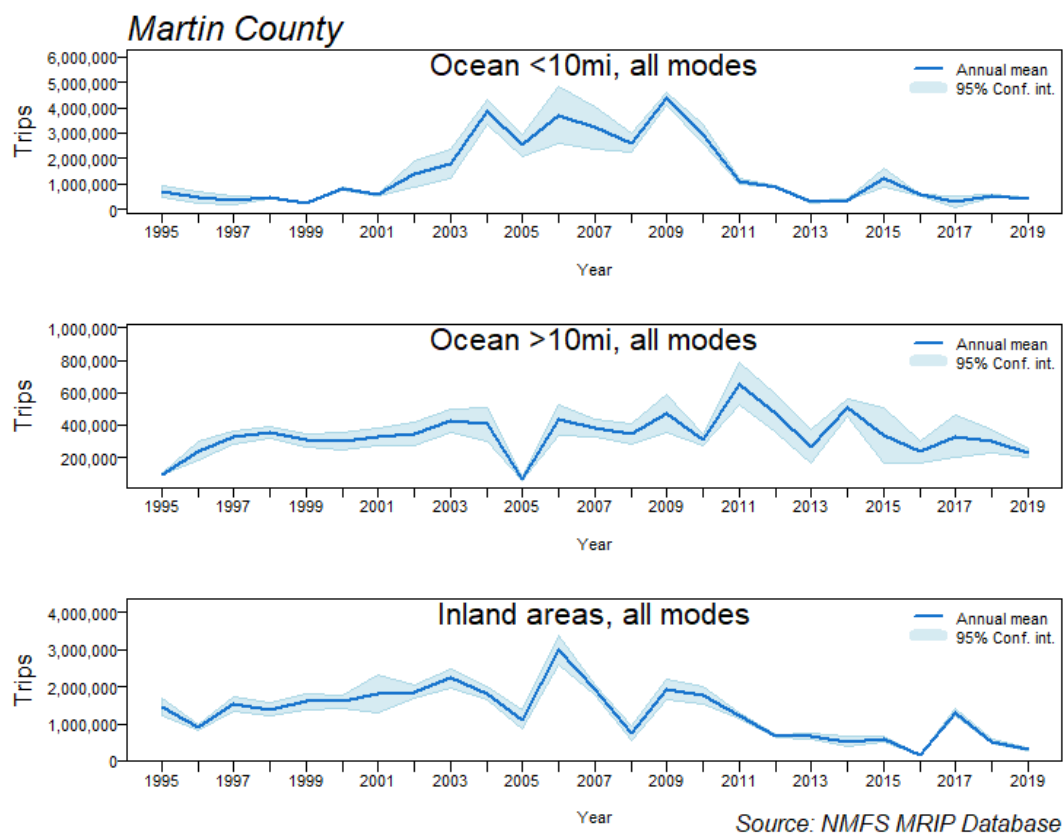 Martin County
Ocean <10mi, all modes
Annual mean
95% Conf. int.
Trips
6,000,000
5,000,000
4,000,000
3,000,000
2,000,000
1,000,000
0
1995 1997 1999 2001 2003 2005 2007 2009 2011 2013 2015 2017 2019
Year
Ocean >10mi, all modes
Annual mean
95% Conf. int.
Trips
1,000,000
800,000
600,000
400,000
200,000
1995 1997 1999 2001 2003 2005 2007 2009 2011 2013 2015 2017 2019
Year
Inland areas, all modes
Annual mean
95% Conf. int.
Trips
4,000,000
3,000,000
2,000,000
1,000,000
0
1995 1997 1999 2001 2003 2005 2007 2009 2011 2013 2015 2017 2019
Year
Source: NMFS MRIP Database